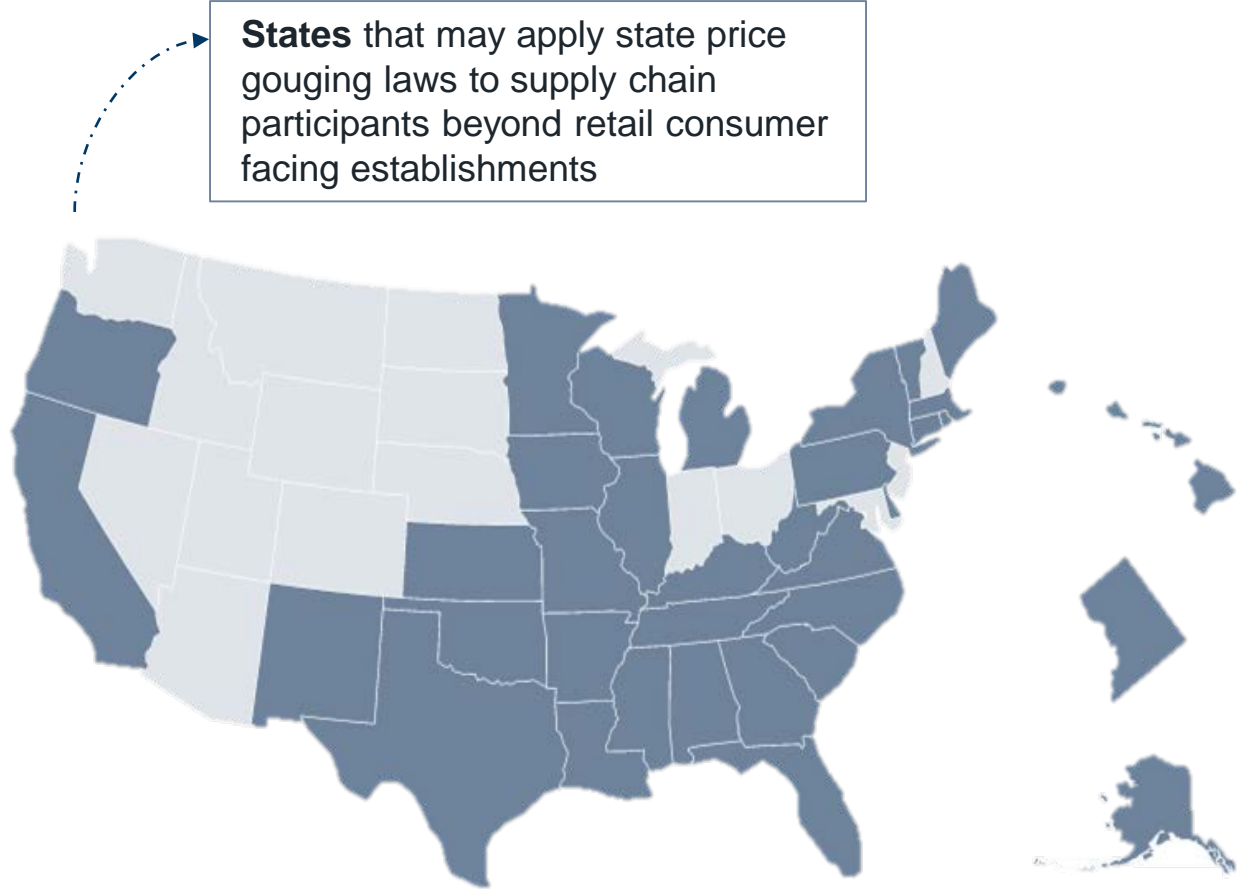 States that may apply state price
gouging laws to supply chain
participants beyond retail consumer
facing establishments